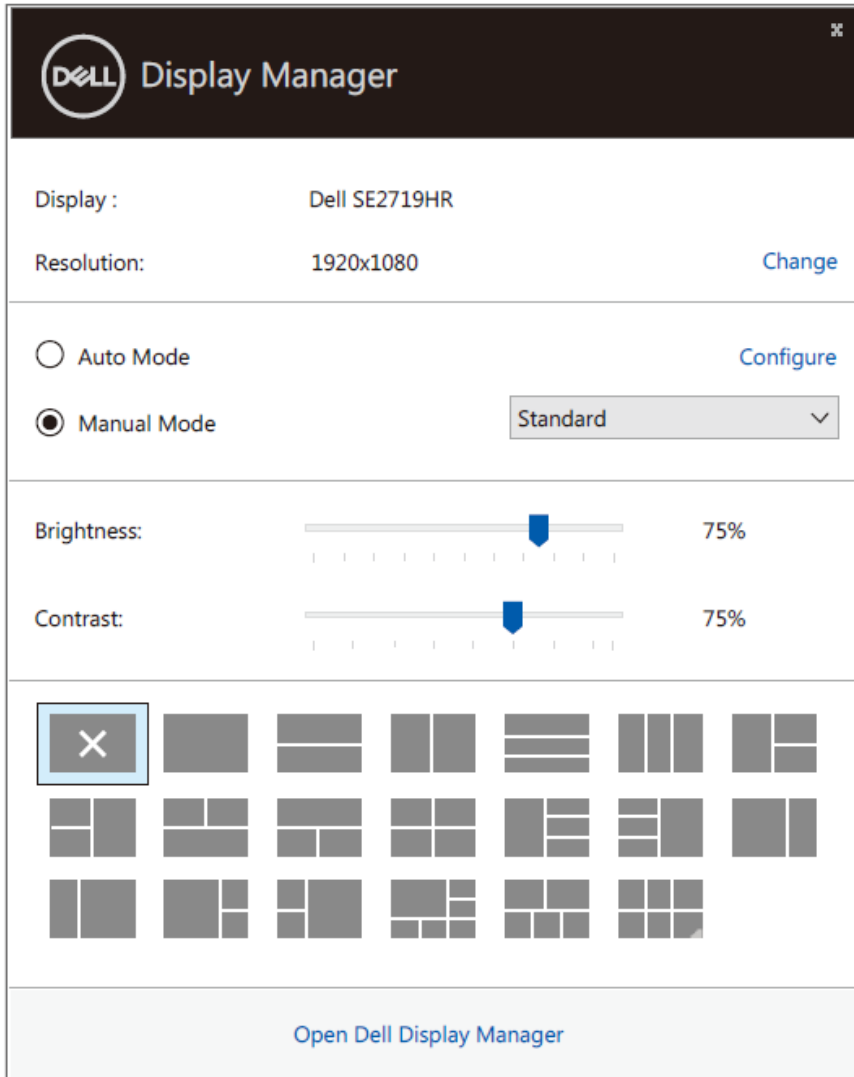 DELL Display Manager
Display : Dell SE2719HR
Resolution: 1920x1080 Change
Auto Mode Configure
Manual Mode Standard
Brightness: 75%
Contrast: 75%
Open Dell Display Manager